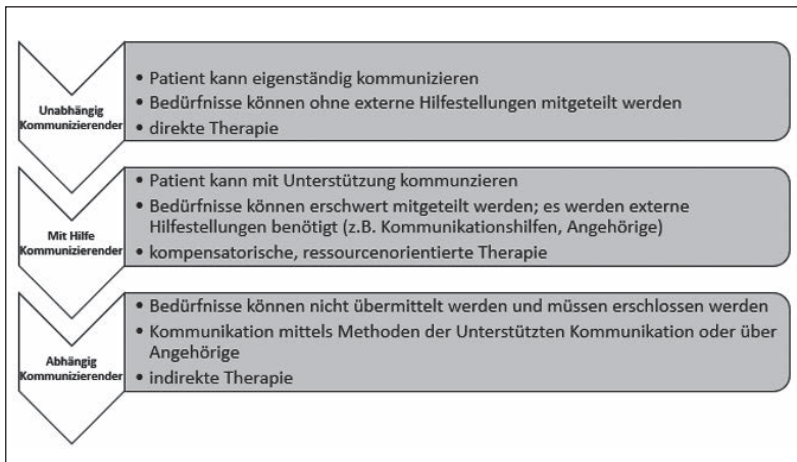 Unabhängig
Kommunizierender
• Patient kann eigenständig kommunizieren
• Bedürfnisse können ohne externe Hilfestellungen mitgeteilt werden
• direkte Therapie
Mit Hilfe
Kommunizierender
• Patient kann mit Unterstützung kommunzieren
• Bedürfnisse können erschwert mitgeteilt werden; es werden externe
Hilfestellungen benötigt (z.B. Kommunikationshilfen, Angehörige)
• kompensatorische, ressourcenorientierte Therapie
Abhängig
Kommunizierender
• Bedürfnisse können nicht übermittelt werden und müssen erschlossen werden
• Kommunikation mittels Methoden der Unterstützten Kommunikation oder über
Angehörige
• indirekte Therapie